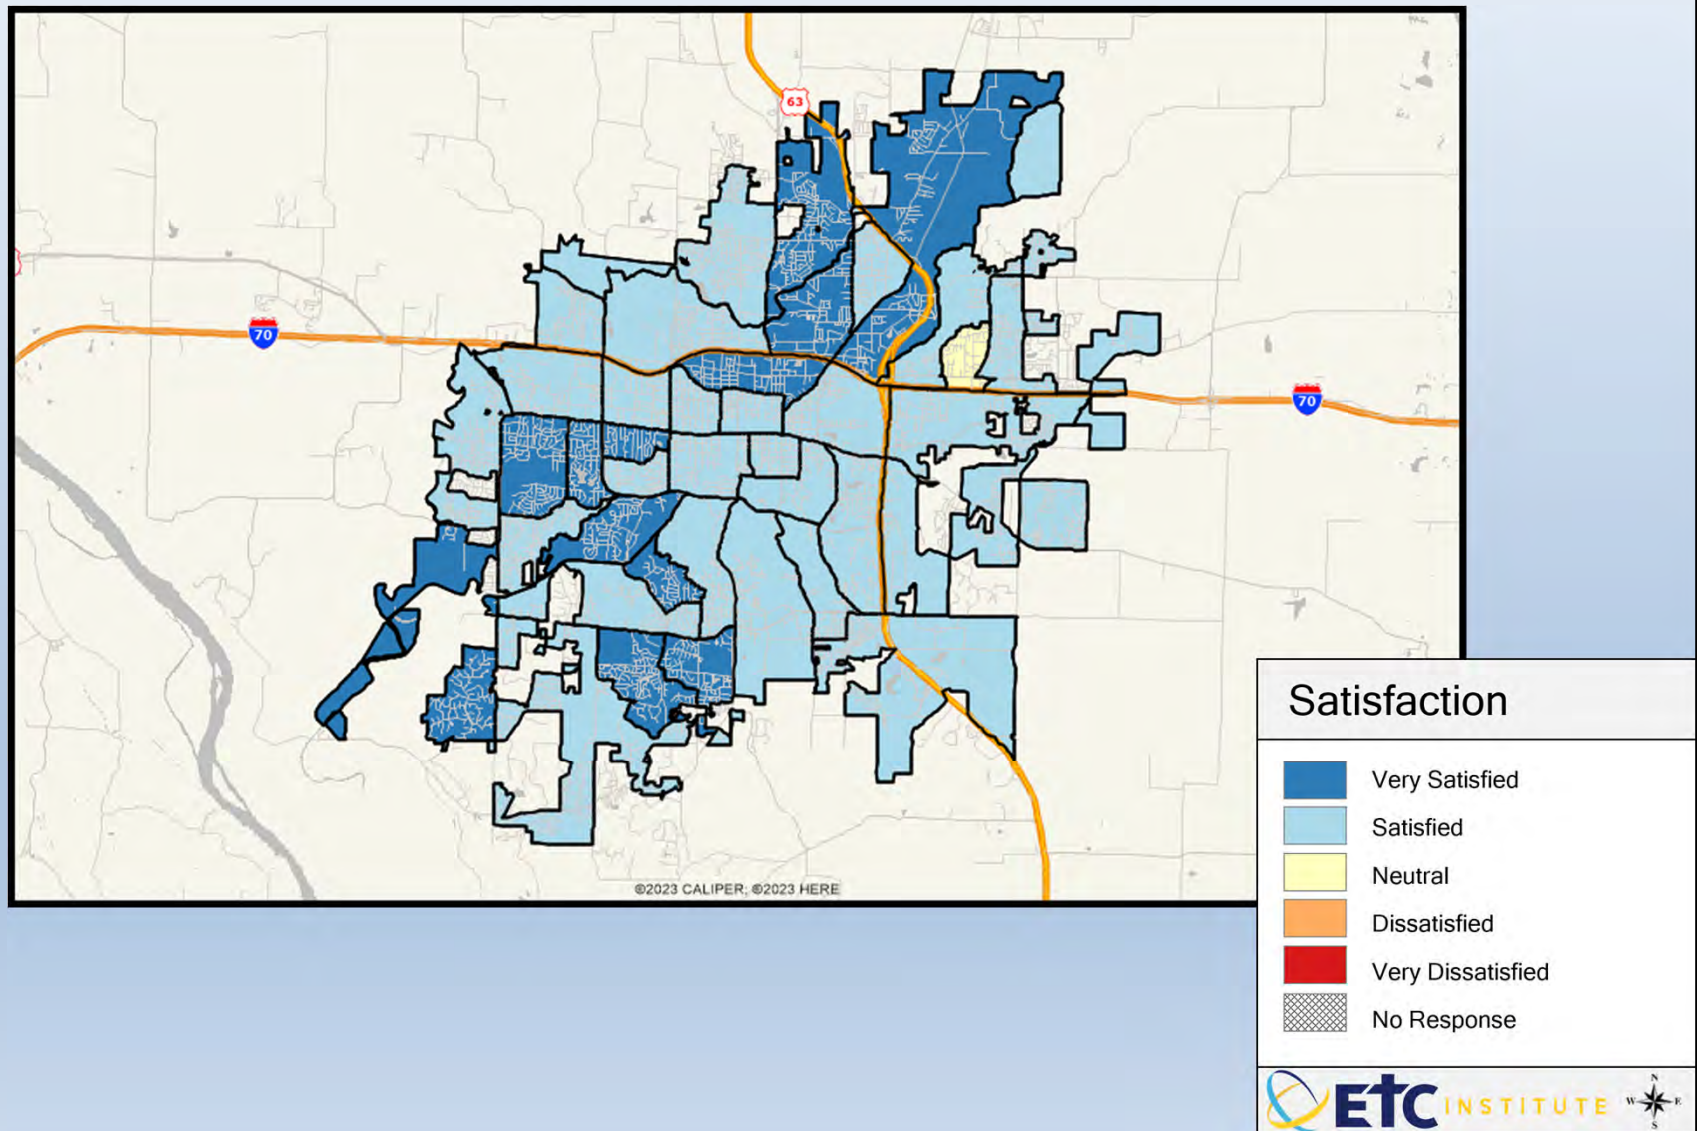 63
70
70
©2023 CALIPER; ©2023 HERE
Satisfaction
Very Satisfied
Satisfied
Neutral
Dissatisfied
Very Dissatisfied
No Response
N
W E
S
ETC INSTITUTE